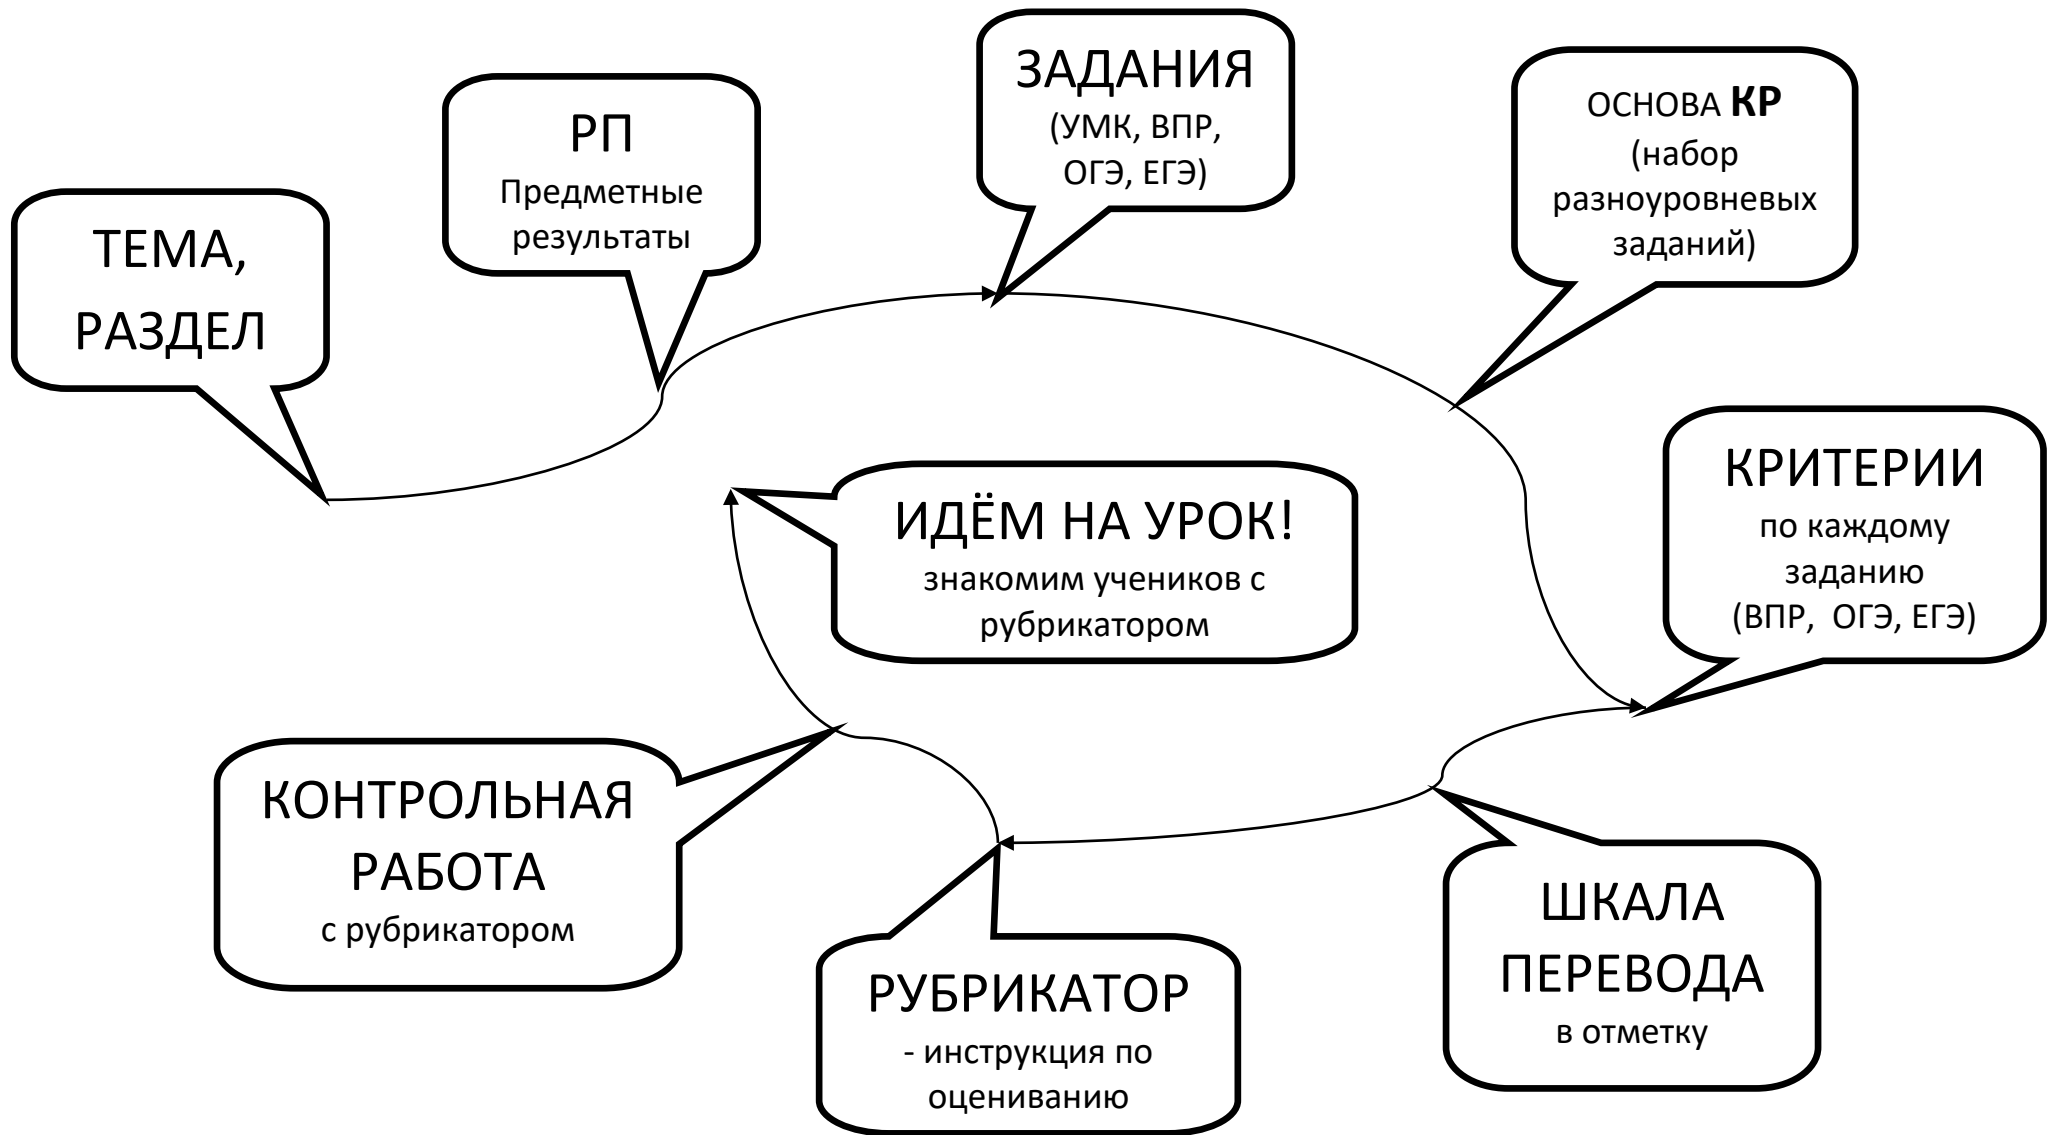 ТЕМА,
РАЗДЕЛ
РП
Предметные
результаты
ЗАДАНИЯ
(УМК, ВПР,
ОГЭ, ЕГЭ)
ОСНОВА КР
(набор
разноуровневых
заданий)
КРИТЕРИИ
по каждому
заданию
(ВПР,  ОГЭ, ЕГЭ)
ШКАЛА
ПЕРЕВОДА
в отметку
РУБРИКАТОР
- инструкция по
оцениванию
КОНТРОЛЬНАЯ
РАБОТА
с рубрикатором
ИДЁМ НА УРОК!
знакомим учеников с
рубрикатором